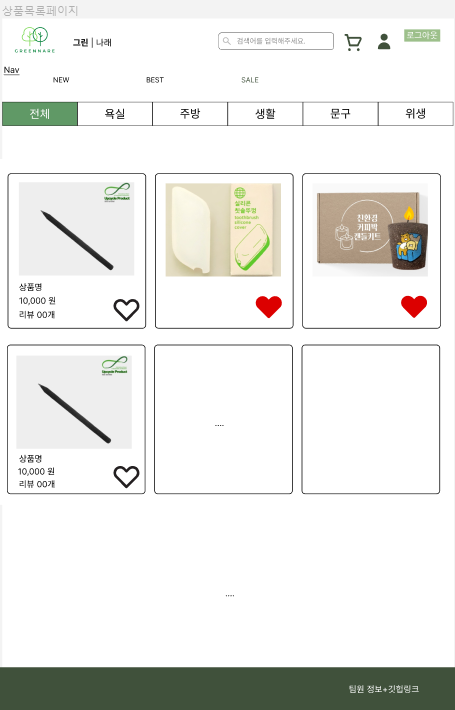 상품목록페이지
GREENNARE
그린 | 나래
검색어를 입력해주세요.
로그아웃
Nav
NEW
BEST
SALE
전체
욕실
주방
생활
문구
위생
Upcycle Product
상품명
10,000 원
리뷰 00개
실리콘
칫솔뚜껑
toothbrush
silicone
cover
친환경
커피박
캔들키트
Upcycle Product
상품명
10,000 원
리뷰 00개
....
....
팀원 정보+깃헙링크